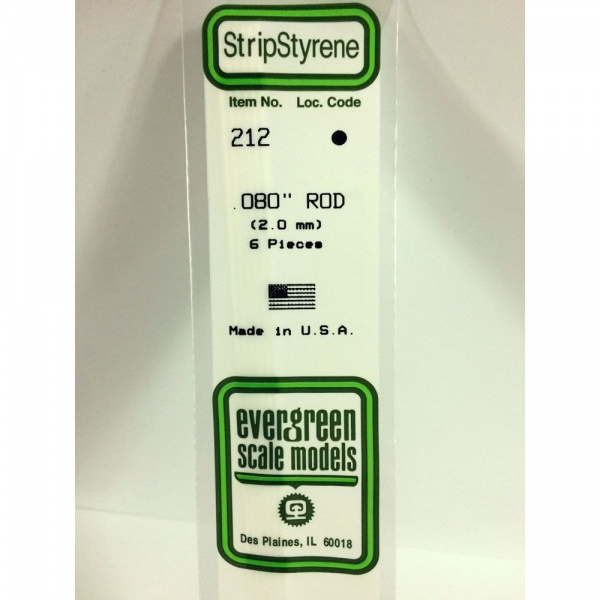 StripStyrene
Item No. Loc. Code
212 ●
.080" ROD
(2.0 mm)
6 Pieces
Made in U.S.A.
evergreen
scale models
Des Plaines, IL 60018